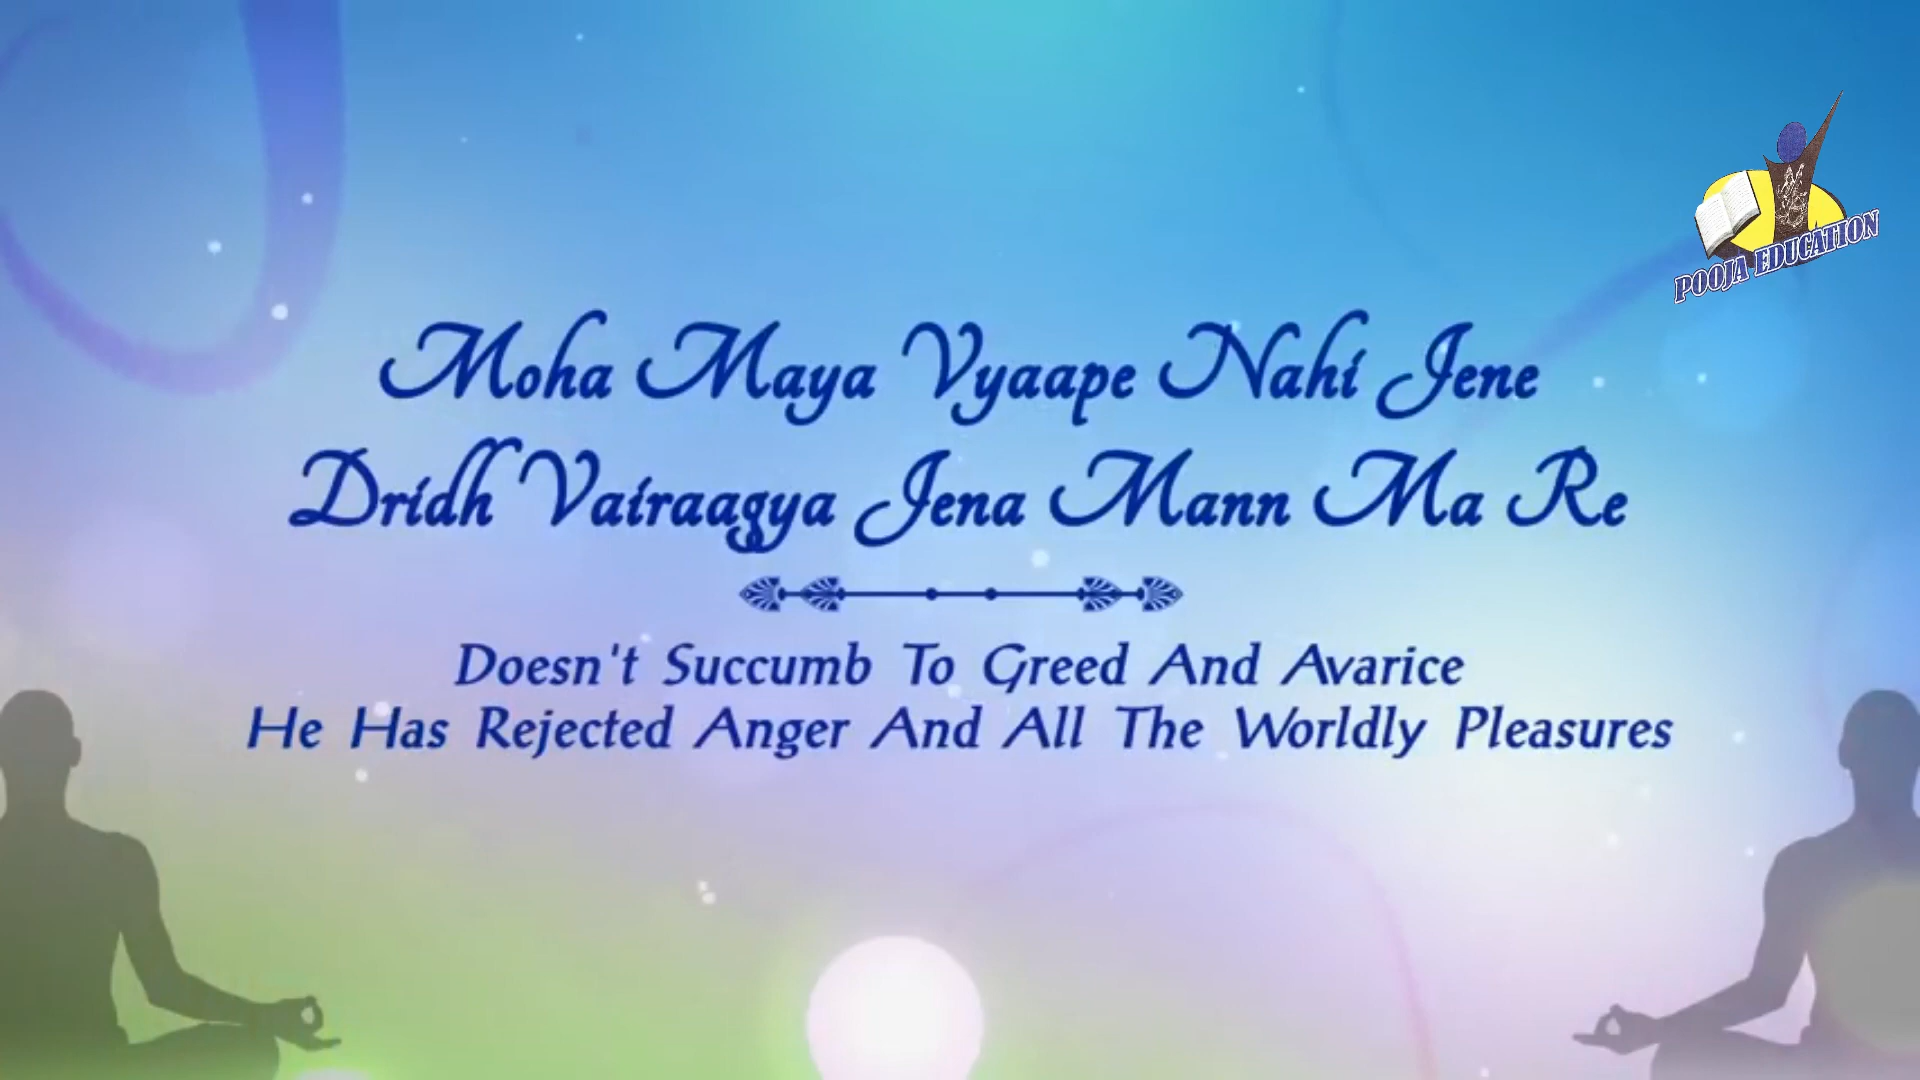 POOJA EDUCATION
Moha Maya Vyaape Nahi Jene
Dridh Vairaagya Jena Mann Ma Re
Doesn't Succumb To Greed And Avarice
He Has Rejected Anger And All The Worldly Pleasures